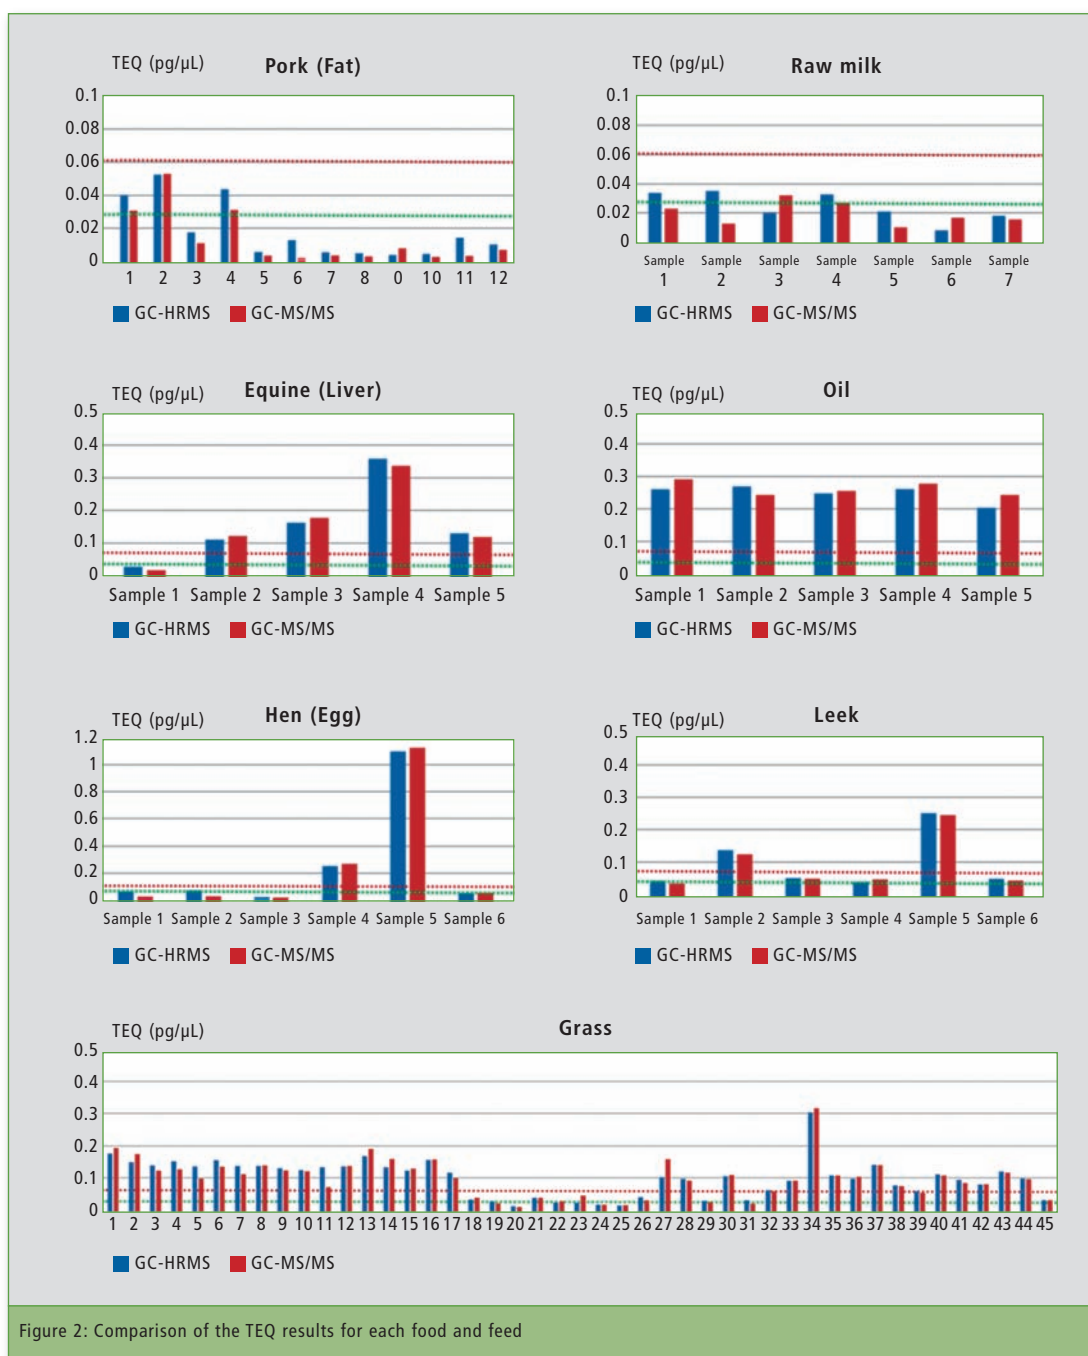 TEQ (pg/µL) Pork (Fat)
0.1
0.08
0.06
0.04
0.02
0
1 2 3 4 5 6 7 8 0 10 11 12
GC-HRMS GC-MS/MS
TEQ (pg/µL) Raw milk
0.1
0.08
0.06
0.04
0.02
0
Sample Sample Sample Sample Sample Sample Sample
1 2 3 4 5 6 7
GC-HRMS GC-MS/MS
TEQ (pg/µL) Equine (Liver)
0.5
0.4
0.3
0.2
0.1
0
Sample 1 Sample 2 Sample 3 Sample 4 Sample 5
GC-HRMS GC-MS/MS
TEQ (pg/µL) Oil
0.5
0.4
0.3
0.2
0.1
0
Sample 1 Sample 2 Sample 3 Sample 4 Sample 5
GC-HRMS GC-MS/MS
TEQ (pg/µL) Hen (Egg)
1.2
1
0.8
0.6
0.4
0.2
0
Sample 1 Sample 2 Sample 3 Sample 4 Sample 5 Sample 6
GC-HRMS GC-MS/MS
TEQ (pg/µL) Leek
0.5
0.4
0.3
0.2
0.1
0
Sample 1 Sample 2 Sample 3 Sample 4 Sample 5 Sample 6
GC-HRMS GC-MS/MS
TEQ (pg/µL) Grass
0.5
0.4
0.3
0.2
0.1
0
1 2 3 4 5 6 7 8 9 10 11 12 13 14 15 16 17 18 19 20 21 22 23 24 25 26 27 28 29 30 31 32 33 34 35 36 37 38 39 40 41 42 43 44 45
GC-HRMS GC-MS/MS
Figure 2: Comparison of the TEQ results for each food and feed